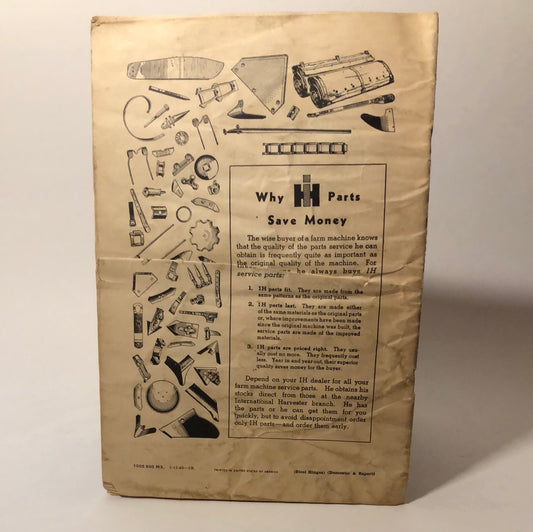 Why IH Parts
Save Money
The wise buyer of a farm machine knows
that the quality of the parts service he can
obtain is frequently quite as important as
the original quality of the machine. For
he always buys IH
service parts:
1. IH parts fit. They are made from the
same patterns as the original parts.
2. IH parts last. They are made either
of the same materials as the original parts
or, where improvements have been made
since the original machine was built, the
service parts are made of the improved
materials.
3. IH parts are priced right. They usu-
ally cost no more. They frequently cost
less. Year in and year out, their superior
quality saves money for the buyer.
Depend on your IH dealer for all your
farm machine service parts. He obtains his
stocks direct from those at the nearby
International Harvester branch. He has
the parts or he can get them for you
quickly, but to avoid disappointment order
only IH parts—and order them early.
PRINTED IN UNITED STATES OF AMERICA
(Steel Hinges) (Domestic & Export)